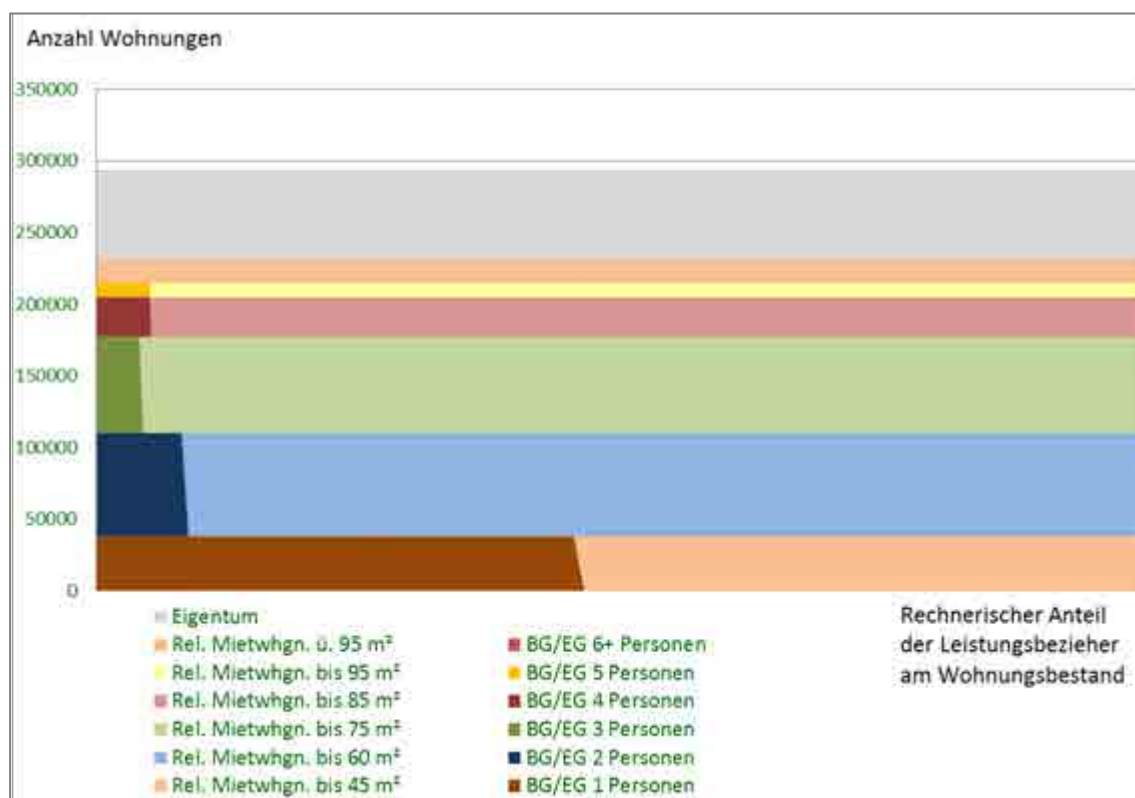 Anzahl Wohnungen
350000
300000
250000
200000
150000
100000
50000
0
Eigentum
Rel. Mietwhgn. ü. 95 m²
Rel. Mietwhgn. bis 95 m²
Rel. Mietwhgn. bis 85 m²
Rel. Mietwhgn. bis 75 m²
Rel. Mietwhgn. bis 60 m²
Rel. Mietwhgn. bis 45 m²
BG/EG 6+ Personen
BG/EG 5 Personen
BG/EG 4 Personen
BG/EG 3 Personen
BG/EG 2 Personen
BG/EG 1 Personen
Rechnerischer Anteil
der Leistungsbezieher
am Wohnungsbestand